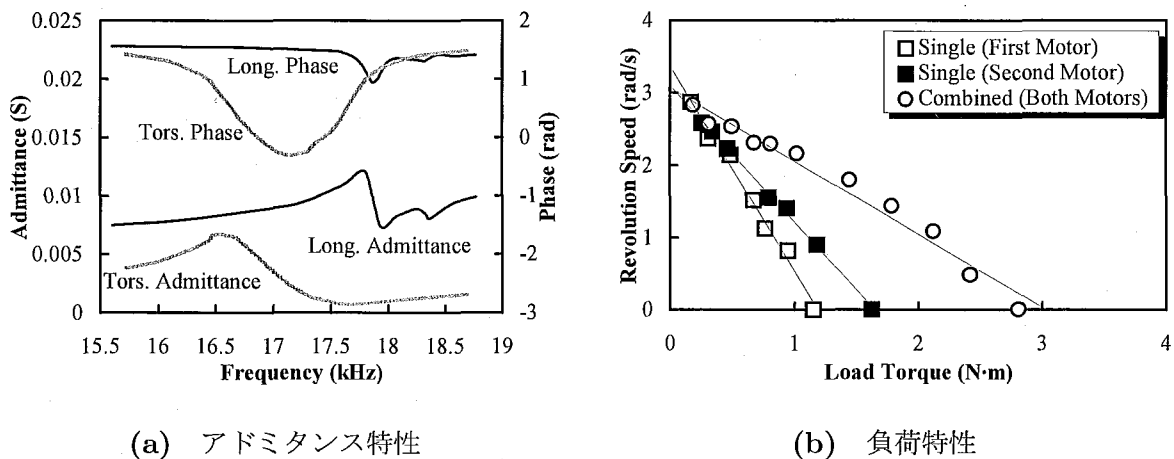 0.025
0.02
0.015
0.01
0.005
0
Admittance (S)
2
1
0
-1
-2
-3
Phase (rad)
Long. Phase
Tors. Phase
Long. Admittance
Tors. Admittance
15.5 16 16.5 17 17.5 18 18.5 19
Frequency (kHz)
(a) アドミタンス特性
4
3
2
1
0
Revolution Speed (rad/s)
Single (First Motor)
Single (Second Motor)
Combined (Both Motors)
0 1 2 3 4
Load Torque (N·m)
(b) 負荷特性